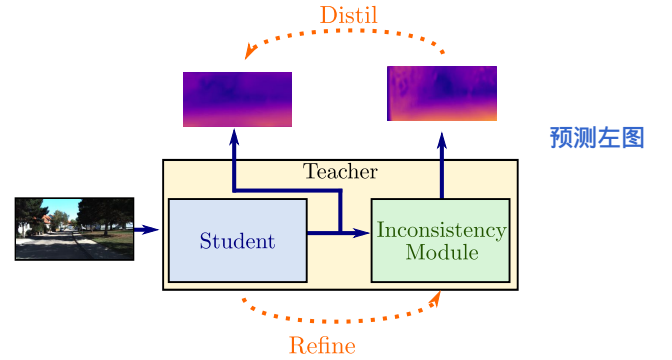 Distil
预测左图
Teacher
Student
Inconsistency
Module
Refine